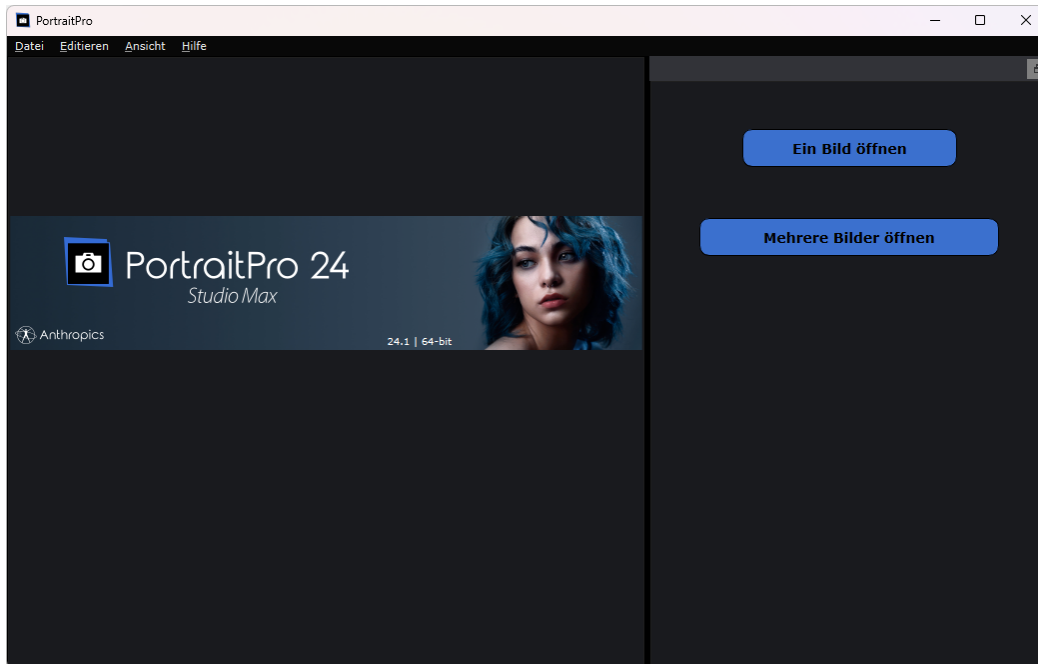 PortraitPro
Datei Editieren Ansicht Hilfe
Ein Bild öffnen
Mehrere Bilder öffnen
PortraitPro 24
Studio Max
Anthropics
24.1 | 64-bit